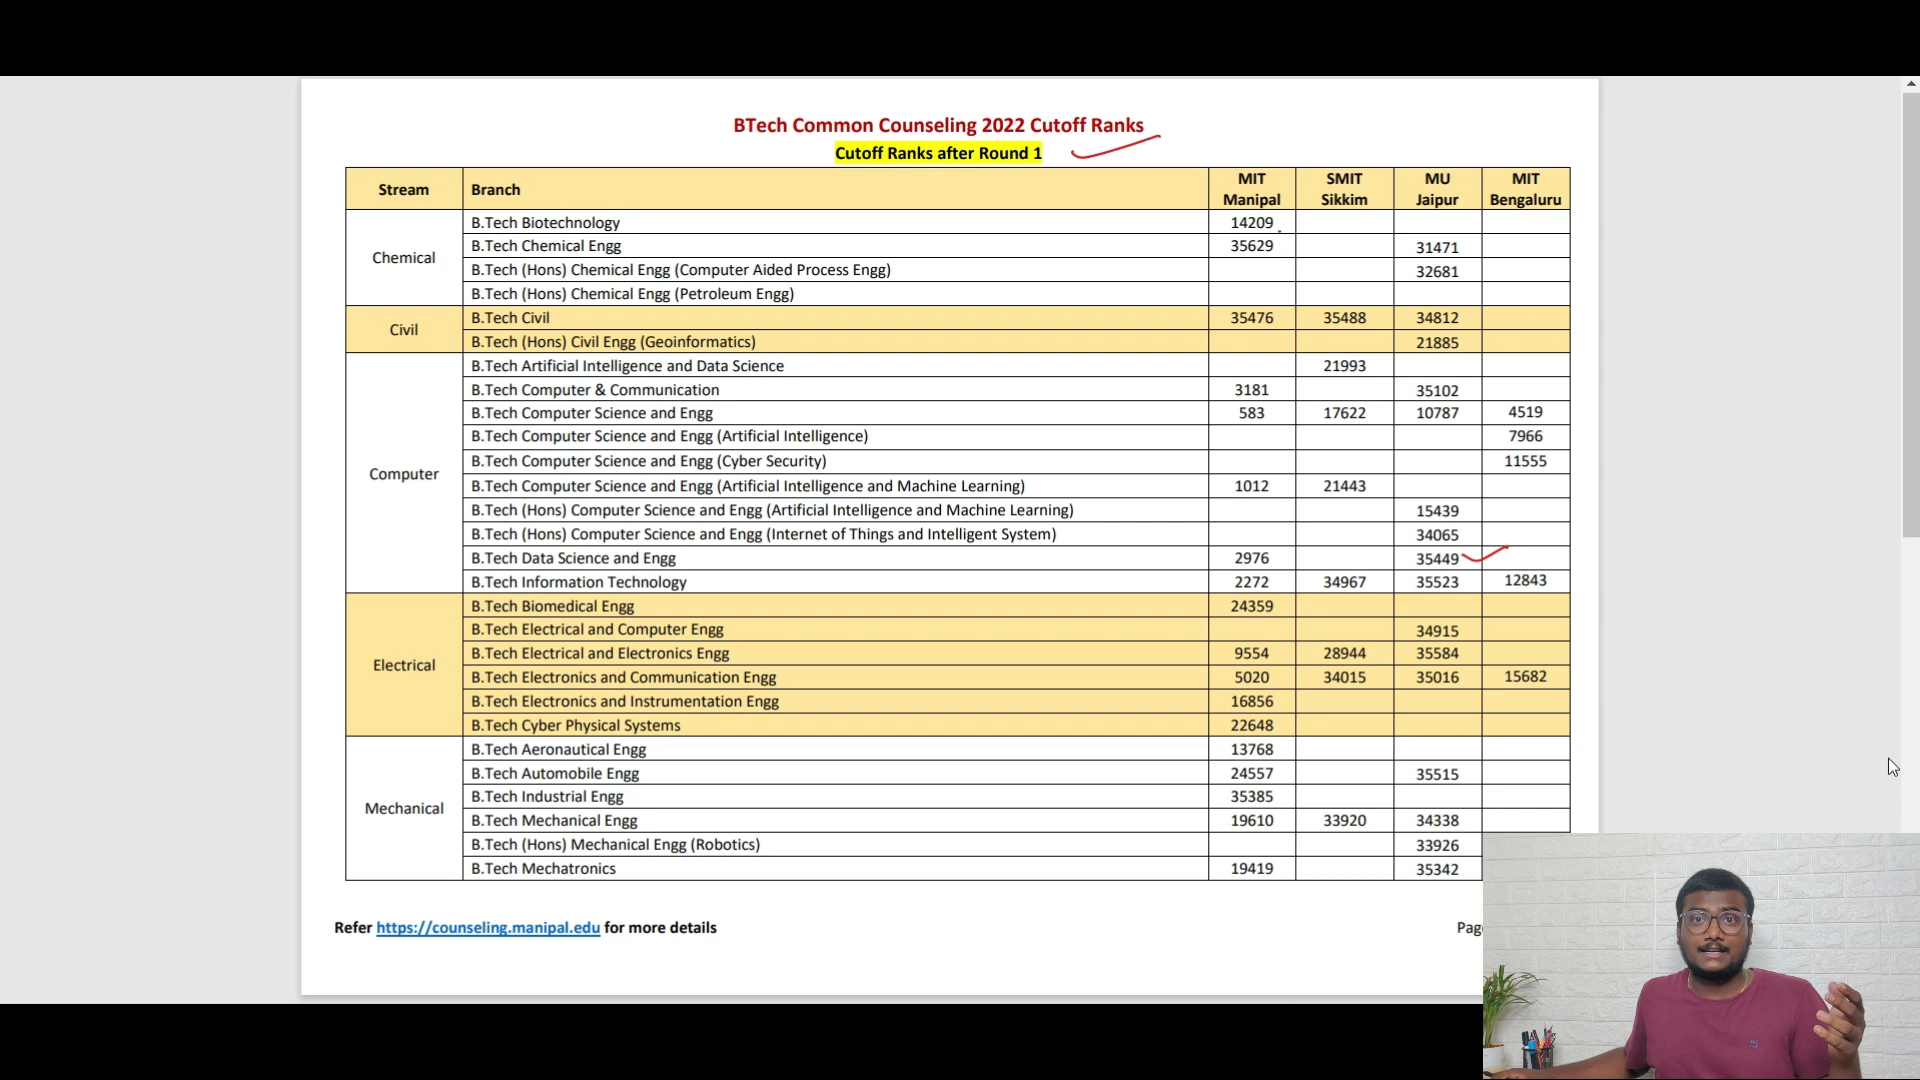 BTech Common Counseling 2022 Cutoff Ranks
Cutoff Ranks after Round 1
Stream Branch MIT Manipal SMIT Sikkim MU Jaipur MIT Bengaluru
Chemical
B.Tech Biotechnology 14209
B.Tech Chemical Engg 35629 31471
B.Tech (Hons) Chemical Engg (Computer Aided Process Engg) 32681
B.Tech (Hons) Chemical Engg (Petroleum Engg)
Civil
B.Tech Civil 35476 35488 34812
B.Tech (Hons) Civil Engg (Geoinformatics) 21885
Computer
B.Tech Artificial Intelligence and Data Science 21993
B.Tech Computer & Communication 3181 35102
B.Tech Computer Science and Engg 583 17622 10787 4519
B.Tech Computer Science and Engg (Artificial Intelligence) 7966
B.Tech Computer Science and Engg (Cyber Security) 11555
B.Tech Computer Science and Engg (Artificial Intelligence and Machine Learning) 1012 21443
B.Tech (Hons) Computer Science and Engg (Artificial Intelligence and Machine Learning) 15439
B.Tech (Hons) Computer Science and Engg (Internet of Things and Intelligent System) 34065
B.Tech Data Science and Engg 2976 35449
B.Tech Information Technology 2272 34967 35523 12843
Electrical
B.Tech Biomedical Engg 24359
B.Tech Electrical and Computer Engg 34915
B.Tech Electrical and Electronics Engg 9554 28944 35584
B.Tech Electronics and Communication Engg 5020 34015 35016 15682
B.Tech Electronics and Instrumentation Engg 16856
B.Tech Cyber Physical Systems 22648
Mechanical
B.Tech Aeronautical Engg 13768
B.Tech Automobile Engg 24557 35515
B.Tech Industrial Engg 35385
B.Tech Mechanical Engg 19610 33920 34338
B.Tech (Hons) Mechanical Engg (Robotics) 33926
B.Tech Mechatronics 19419 35342
Refer https://counseling.manipal.edu for more details